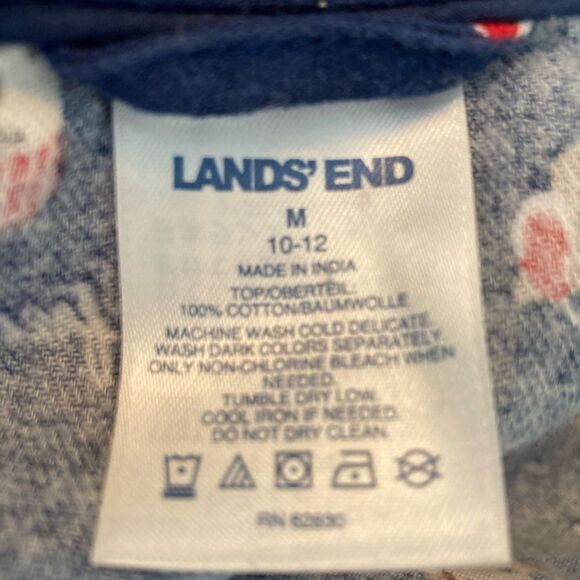 LANDS' END
M
10-12
MADE IN INDIA
TOP/OBERTEIL:
100% COTTON/BAUMWOLLE
MACHINE WASH COLD DELICATE.
WASH DARK COLORS SEPARATELY.
ONLY NON-CHLORINE BLEACH WHEN
NEEDED.
TUMBLE DRY LOW.
COOL IRON IF NEEDED.
DO NOT DRY CLEAN.
RN 62830